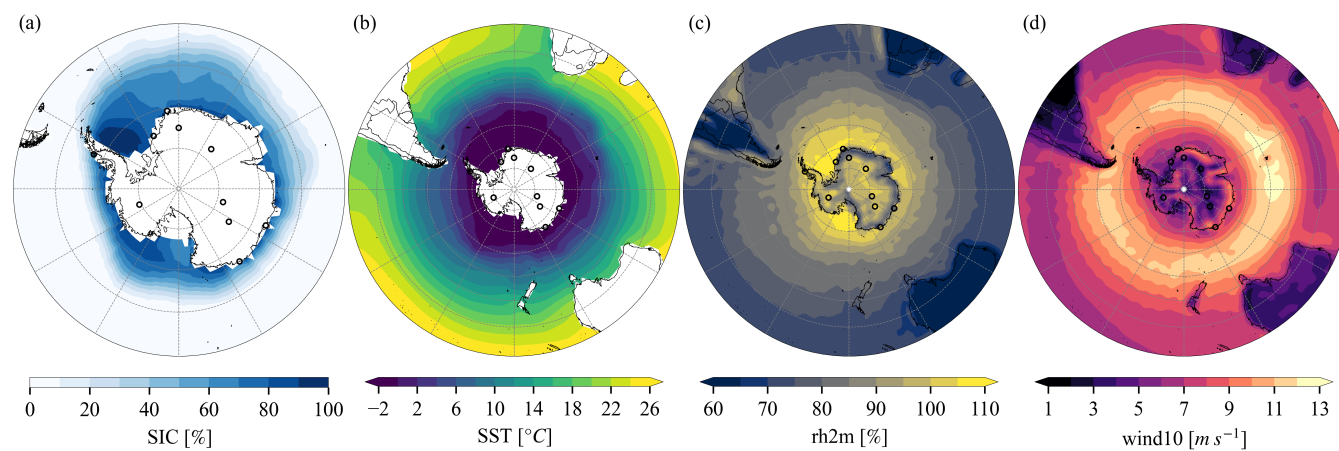 (a)
(b)
(c)
(d)
0 20 40 60 80 100
SIC [%]
−2 2 6 10 14 18 22 26
SST [°C]
60 70 80 90 100 110
rh2m [%]
1 3 5 7 9 11 13
wind10 [m s⁻¹]